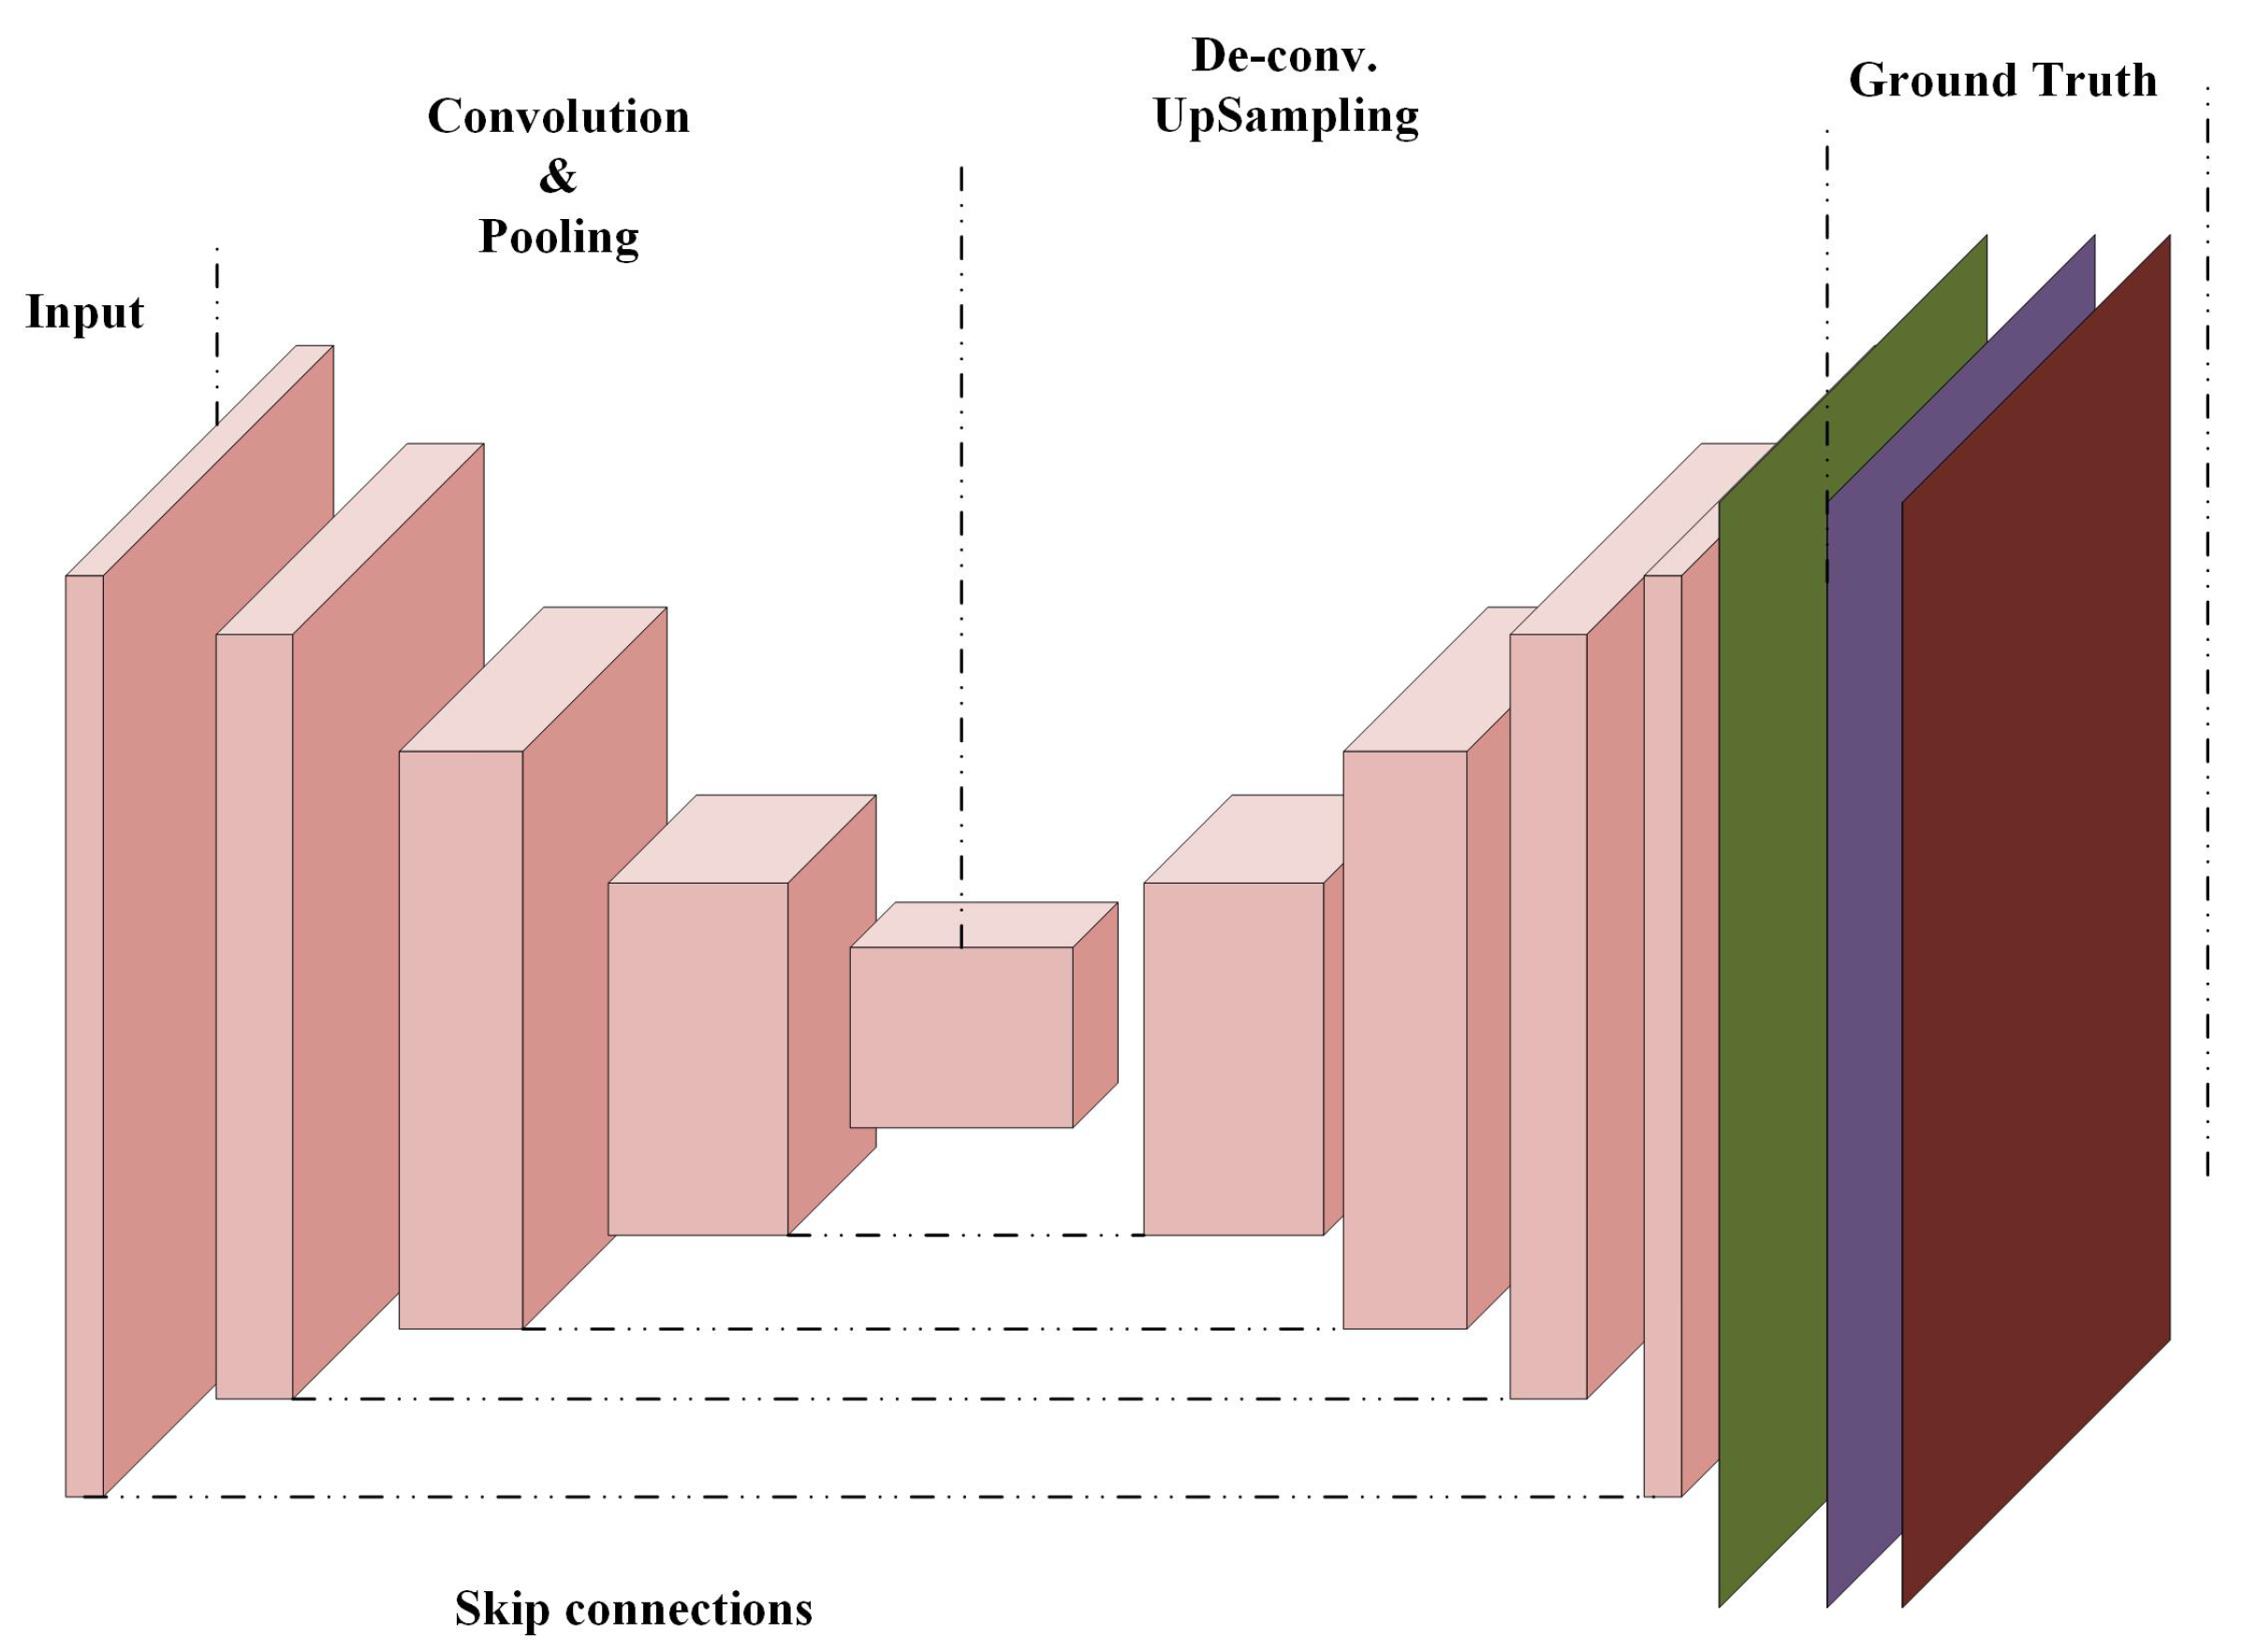 Input
Convolution
&
Pooling
De-conv.
UpSampling
Ground Truth
Skip connections